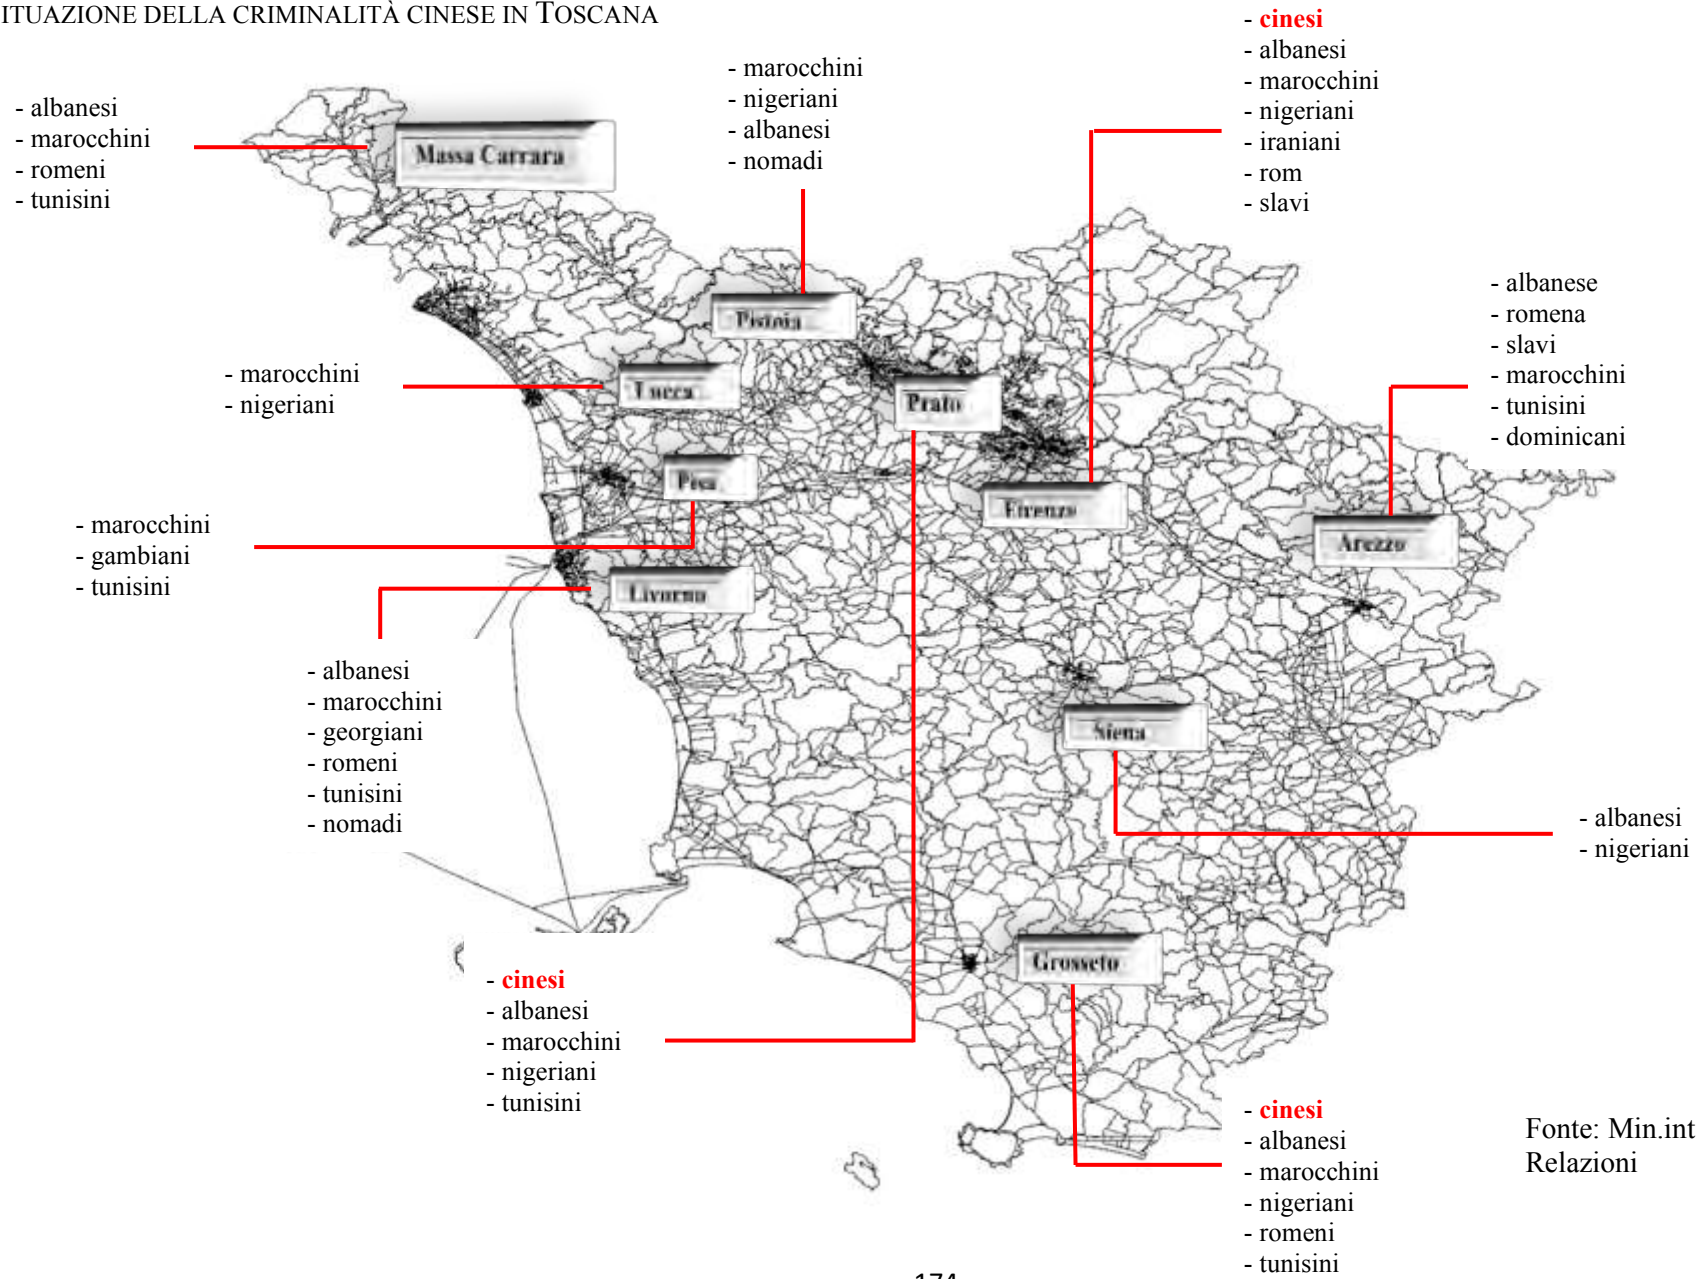 ITUAZIONE DELLA CRIMINALITÀ CINESE IN TOSCANA
- albanesi
- marocchini
- romeni
- tunisini
Massa Carrara
- marocchini
- nigeriani
- albanesi
- nomadi
Pistoia
- cinesi
- albanesi
- marocchini
- nigeriani
- iraniani
- rom
- slavi
Firenze
- albanese
- romena
- slavi
- marocchini
- tunisini
- dominicani
Arezzo
- marocchini
- nigeriani
Lucca
Prato
- marocchini
- gambiani
- tunisini
Pisa
Livorno
- albanesi
- marocchini
- georgiani
- romeni
- tunisini
- nomadi
Siena
- albanesi
- nigeriani
- cinesi
- albanesi
- marocchini
- nigeriani
- tunisini
Grosseto
- cinesi
- albanesi
- marocchini
- nigeriani
- romeni
- tunisini
Fonte: Min.int
Relazioni
174